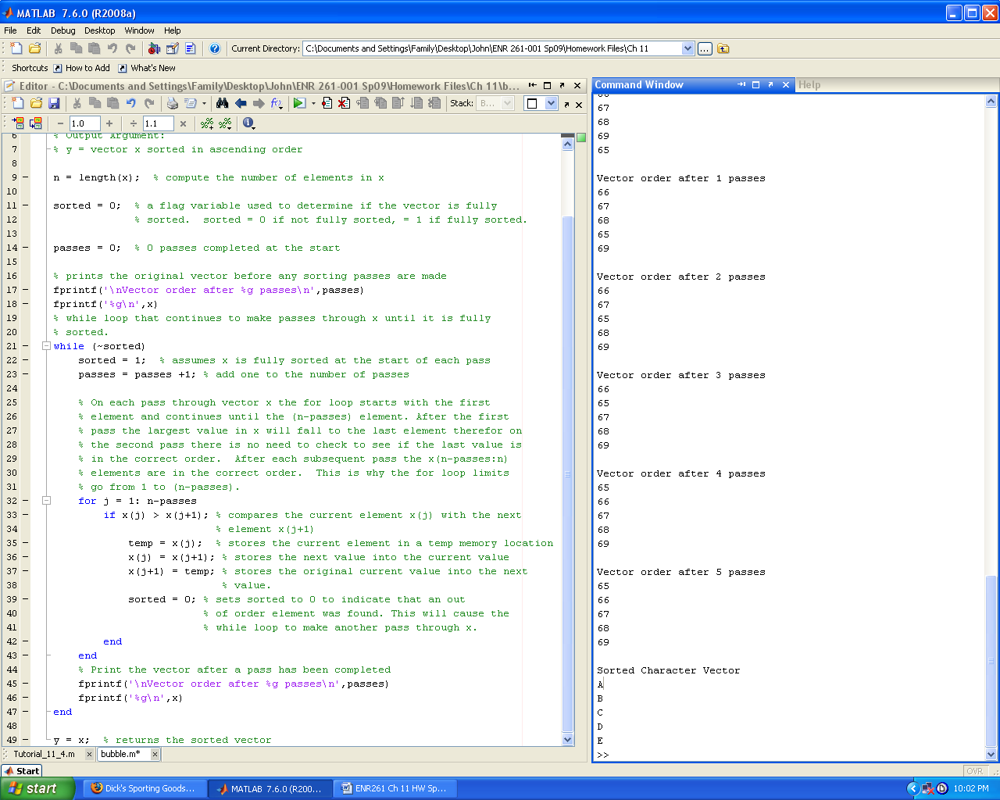 MATLAB 7.6.0 (R2008a)
File Edit Debug Desktop Window Help
Current Directory: C:\Documents and Settings\Family\Desktop\John\ENR 261-001 Sp09\Homework Files\Ch 11
Shortcuts How to Add What's New
Editor - C:\Documents and Settings\Family\Desktop\John\ENR 261-001 Sp09\Homework Files\Ch 11\b...
Stack: B...
1.0 1.1
6 % Output Argument:
7 % y = vector x sorted in ascending order
8
9 n = length(x);  % compute the number of elements in x
10
11 sorted = 0;  % a flag variable used to determine if the vector is fully
12 % sorted.  sorted = 0 if not fully sorted, = 1 if fully sorted.
13
14 passes = 0;  % 0 passes completed at the start
15
16 % prints the original vector before any sorting passes are made
17 fprintf('\nVector order after %g passes\n',passes)
18 fprintf('%g\n',x)
19 % while loop that continues to make passes through x until it is fully
20 % sorted.
21 while (~sorted)
22 sorted = 1;  % assumes x is fully sorted at the start of each pass
23 passes = passes +1; % add one to the number of passes
24
25 % On each pass through vector x the for loop starts with the first
26 % element and continues until the (n-passes) element. After the first
27 % pass the largest value in x will fall to the last element therefor on
28 % the second pass there is no need to check to see if the last value is
29 % in the correct order.  After each subsequent pass the x(n-passes:n)
30 % elements are in the correct order.  This is why the for loop limits
31 % go from 1 to (n-passes).
32 for j = 1: n-passes
33 if x(j) > x(j+1); % compares the current element x(j) with the next
34 % element x(j+1)
35 temp = x(j);  % stores the current element in a temp memory location
36 x(j) = x(j+1); % stores the next value into the current value
37 x(j+1) = temp; % stores the original current value into the next
38 % value.
39 sorted = 0; % sets sorted to 0 to indicate that an out
40 % of order element was found. This will cause the
41 % while loop to make another pass through x.
42 end
43 end
44 % Print the vector after a pass has been completed
45 fprintf('\nVector order after %g passes\n',passes)
46 fprintf('%g\n',x)
47 end
48
49 y = x;  % returns the sorted vector
Tutorial_11_4.m bubble.m*
Command Window Help
66
67
68
69
65
Vector order after 1 passes
66
67
68
65
69
Vector order after 2 passes
66
67
65
68
69
Vector order after 3 passes
66
65
67
68
69
Vector order after 4 passes
65
66
67
68
69
Vector order after 5 passes
65
66
67
68
69
Sorted Character Vector
A
B
C
D
E
>>
Start OVR
start Dick's Sporting Goods... MATLAB 7.6.0 (R200... ENR261 Ch 11 HW Sp... 10:02 PM